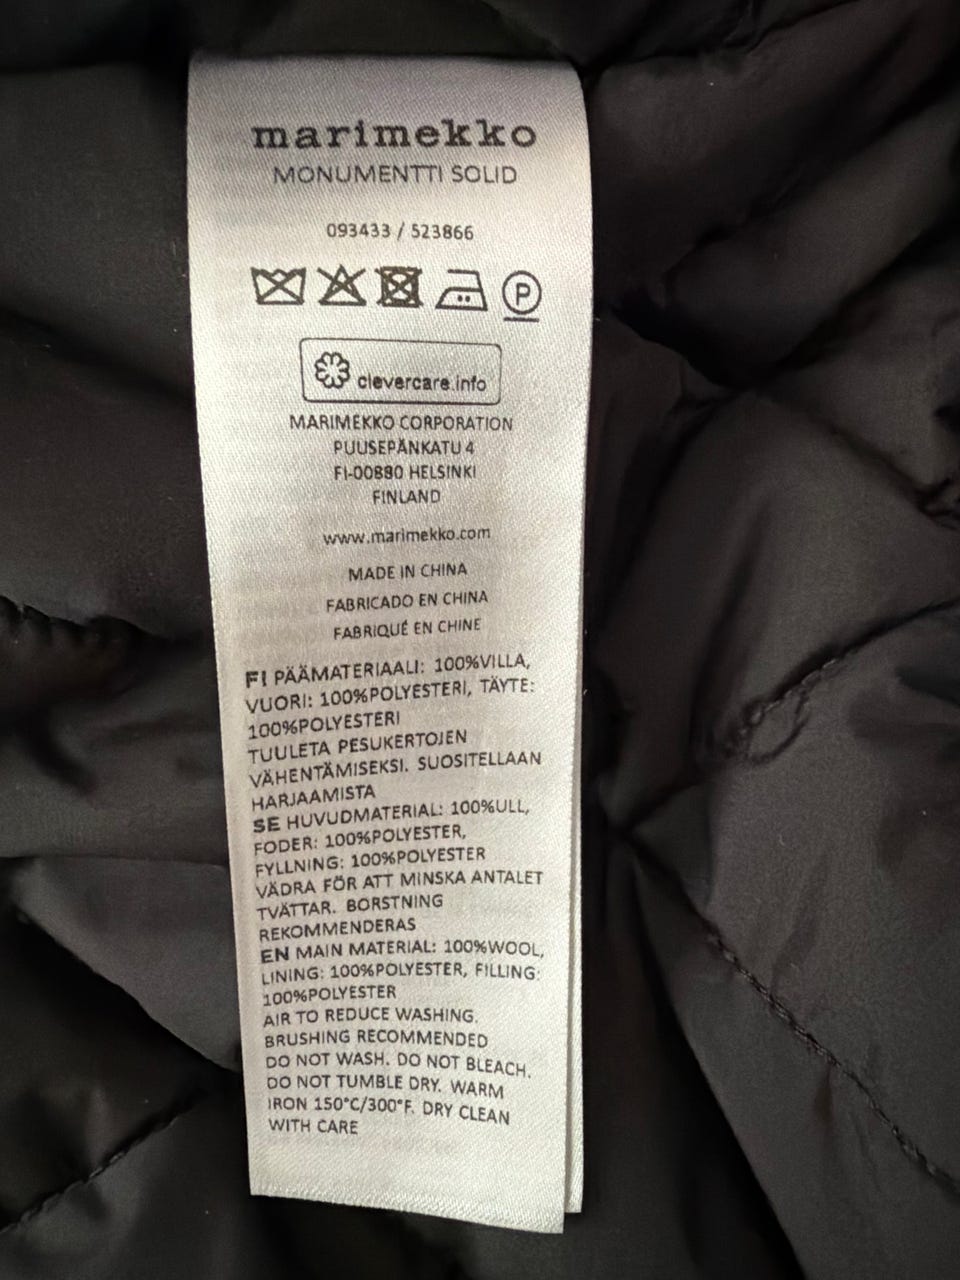 marimekko
MONUMENTTI SOLID
093433 / 523866
P
clevercare.info
MARIMEKKO CORPORATION
PUUSEPÄNKATU 4
FI-00880 HELSINKI
FINLAND
www.marimekko.com
MADE IN CHINA
FABRICADO EN CHINA
FABRIQUÉ EN CHINE
FI PÄÄMATERIAALI: 100%VILLA,
VUORI: 100%POLYESTERI, TÄYTE:
100%POLYESTERI
TUULETA PESUKERTOJEN
VÄHENTÄMISEKSI. SUOSITELLAAN
HARJAAMISTA
SE HUVUDMATERIAL: 100%ULL,
FODER: 100%POLYESTER,
FYLLNING: 100%POLYESTER
VÄDRA FÖR ATT MINSKA ANTALET
TVÄTTAR. BORSTNING
REKOMMENDERAS
EN MAIN MATERIAL: 100%WOOL,
LINING: 100%POLYESTER, FILLING:
100%POLYESTER
AIR TO REDUCE WASHING.
BRUSHING RECOMMENDED
DO NOT WASH. DO NOT BLEACH.
DO NOT TUMBLE DRY. WARM
IRON 150°C/300°F. DRY CLEAN
WITH CARE